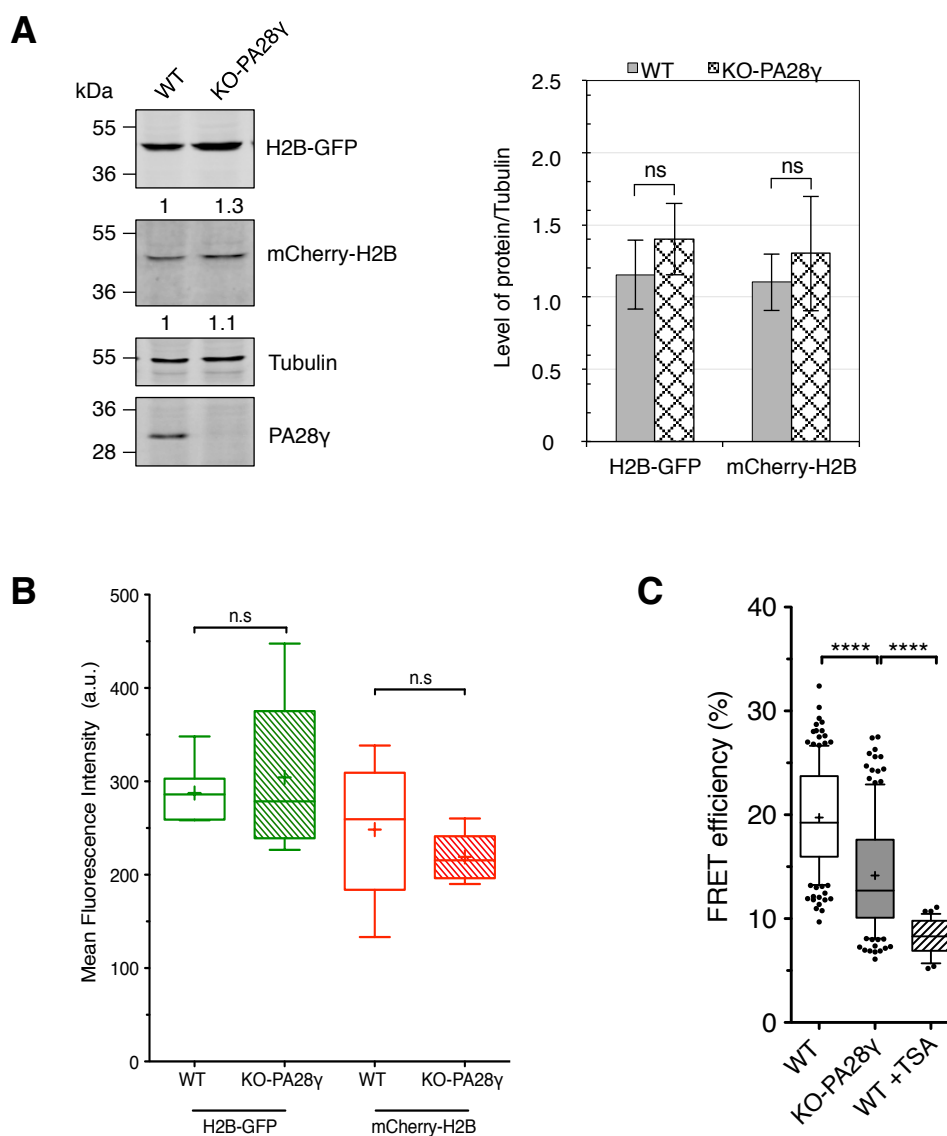 A
WT KO-PA28γ
kDa
55
36
H2B-GFP
1 1.3
55
36
mCherry-H2B
1 1.1
55
Tubulin
36
28
PA28γ
WT KO-PA28γ
Level of protein/Tubulin
2.5
2.0
1.5
1.0
0.5
0
ns ns
H2B-GFP mCherry-H2B
B
Mean Fluorescence Intensity (a.u.)
500
400
300
200
100
0
n.s n.s
WT KO-PA28γ WT KO-PA28γ
H2B-GFP mCherry-H2B
C
FRET efficiency (%)
40
30
20
10
0
**** ****
WT KO-PA28γ WT +TSA